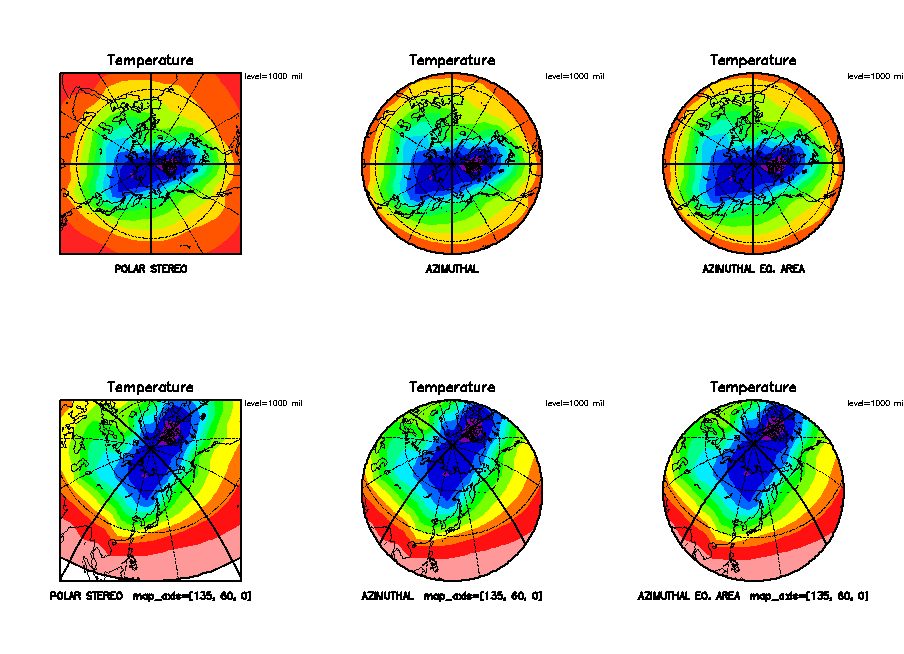 Temperature
level=1000 mil
POLAR STEREO
Temperature
level=1000 mil
AZIMUTHAL
Temperature
level=1000 mil
AZIMUTHAL EQ. AREA
Temperature
level=1000 mil
POLAR STEREO map_axis=[135, 60, 0]
Temperature
level=1000 mil
AZIMUTHAL map_axis=[135, 60, 0]
Temperature
level=1000 mil
AZIMUTHAL EQ. AREA map_axis=[135, 60, 0]